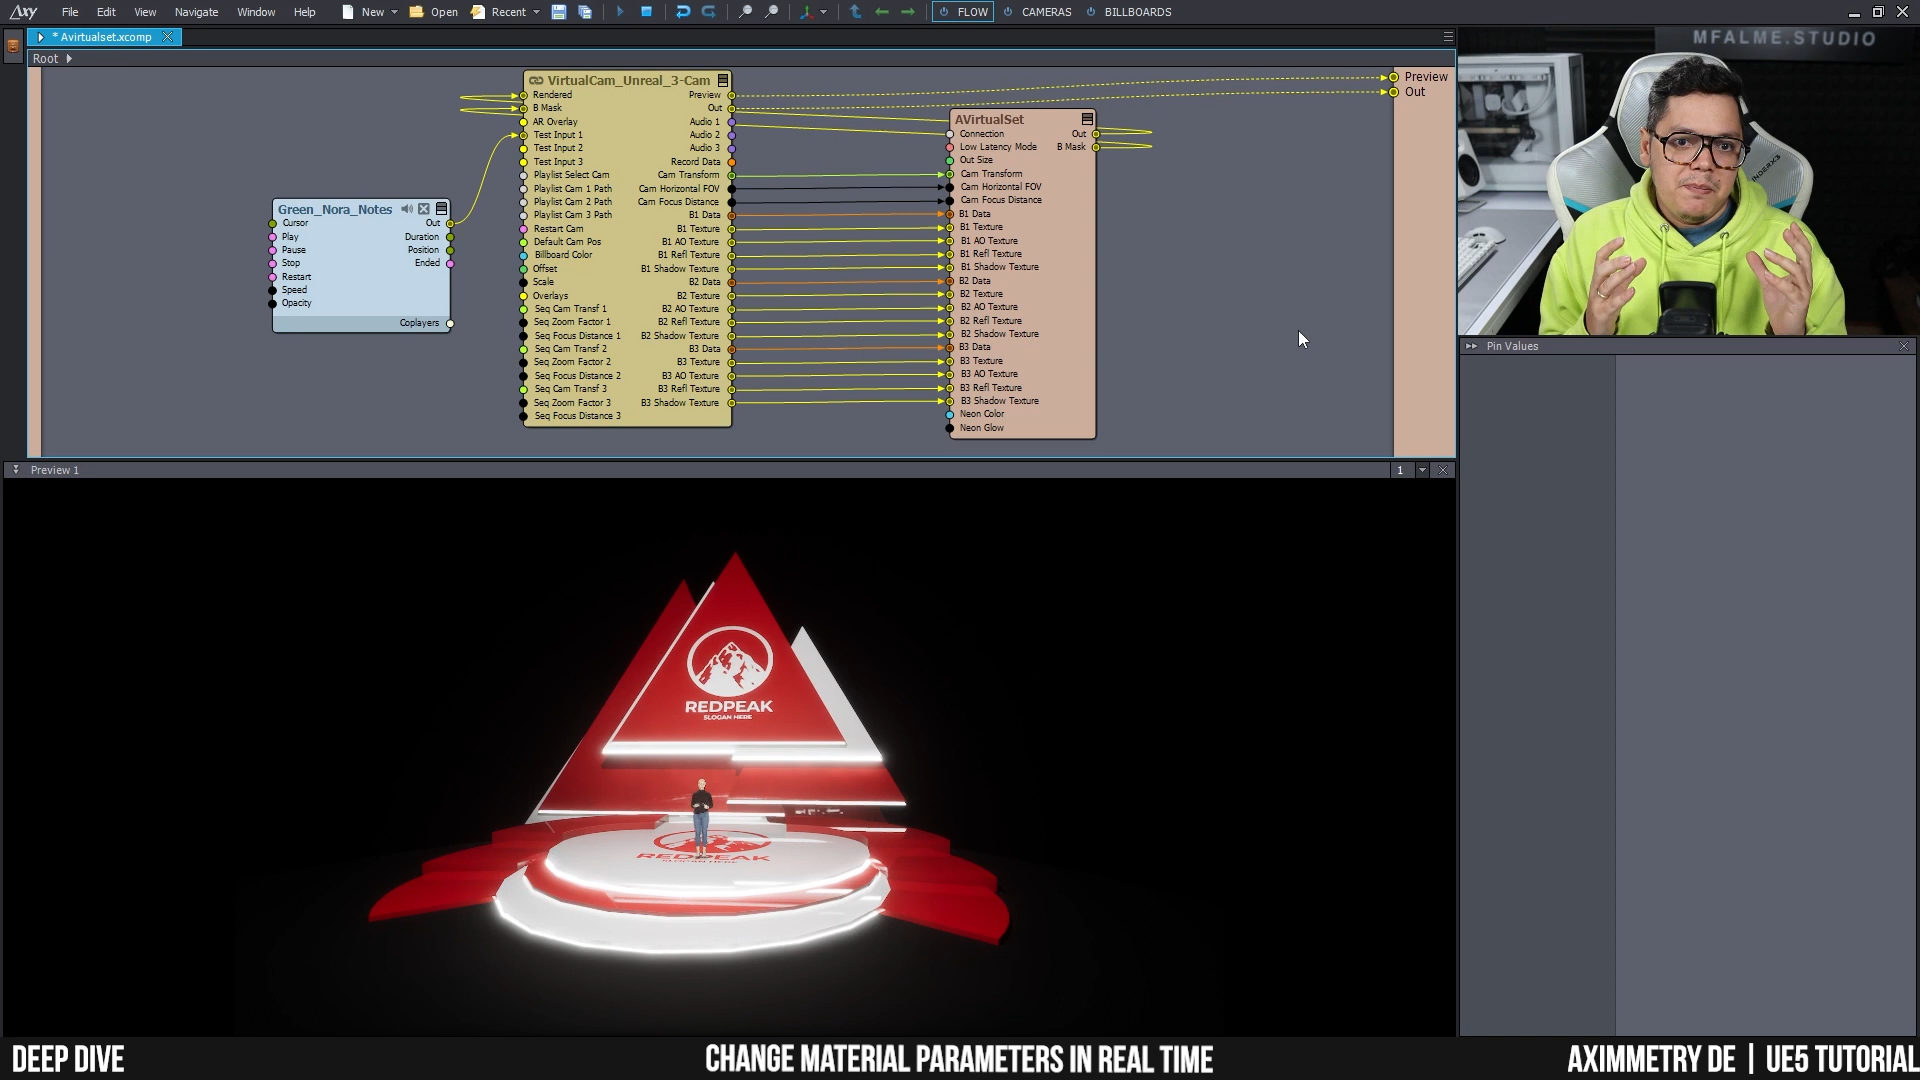 Axy File Edit View Navigate Window Help New Open Recent FLOW CAMERAS BILLBOARDS
* Avirtualset.xcomp
Root
MFALME.STUDIO
INDERX3
Green_Nora_Notes
Cursor Out
Play Duration
Pause Position
Stop Ended
Restart
Speed
Opacity
Coplayers
VirtualCam_Unreal_3-Cam
Rendered Preview
B Mask Out
AR Overlay Audio 1
Test Input 1 Audio 2
Test Input 2 Audio 3
Test Input 3 Record Data
Playlist Select Cam Cam Transform
Playlist Cam 1 Path Cam Horizontal FOV
Playlist Cam 2 Path Cam Focus Distance
Playlist Cam 3 Path B1 Data
Restart Cam B1 Texture
Default Cam Pos B1 AO Texture
Billboard Color B1 Refl Texture
Offset B1 Shadow Texture
Scale B2 Data
Overlays B2 Texture
Seq Cam Transf 1 B2 AO Texture
Seq Zoom Factor 1 B2 Refl Texture
Seq Focus Distance 1 B2 Shadow Texture
Seq Cam Transf 2 B3 Data
Seq Zoom Factor 2 B3 Texture
Seq Focus Distance 2 B3 AO Texture
Seq Cam Transf 3 B3 Refl Texture
Seq Zoom Factor 3 B3 Shadow Texture
Seq Focus Distance 3
AVirtualSet
Connection Out
Low Latency Mode B Mask
Out Size
Cam Transform
Cam Horizontal FOV
Cam Focus Distance
B1 Data
B1 Texture
B1 AO Texture
B1 Refl Texture
B1 Shadow Texture
B2 Data
B2 Texture
B2 AO Texture
B2 Refl Texture
B2 Shadow Texture
B3 Data
B3 Texture
B3 AO Texture
B3 Refl Texture
B3 Shadow Texture
Neon Color
Neon Glow
Preview
Out
Pin Values
Preview 1 1
REDPEAK
SLOGAN HERE
REDPEAK
DEEP DIVE CHANGE MATERIAL PARAMETERS IN REAL TIME AXIMMETRY DE | UE5 TUTORIAL